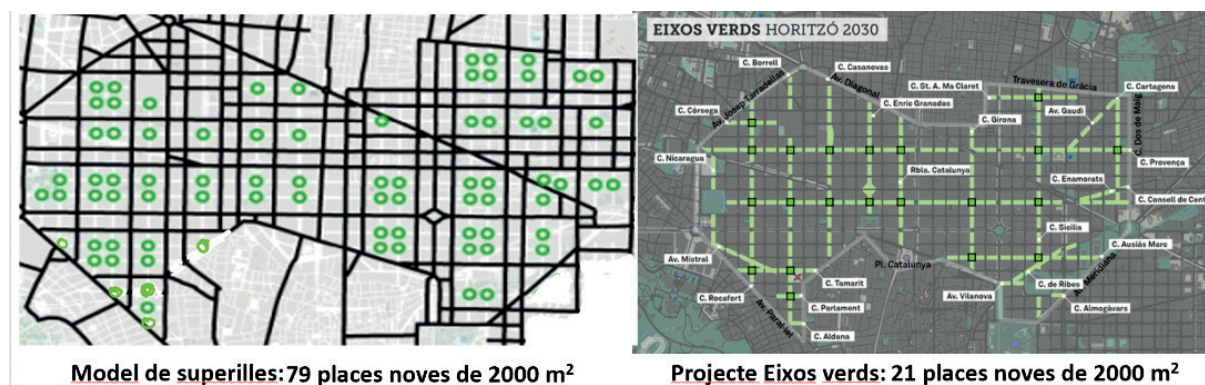 EIXOS VERDS HORITZÓ 2030
C. Borrell
C. Casanovas
Av. Josep Tarradellas
Av. Diagonal
C. St. A. Ma Claret
Travesera de Gràcia
C. Cartagena
C. Enric Granados
Av. Gaudí
C. Còrsega
C. Girona
C. Dos de Maig
C. Nicaragua
C. Provença
Rbla. Catalunya
C. Enamorats
C. Consell de Cent
C. Sicilia
C. Ausiàs Marc
Av. Mistral
Pl. Catalunya
Av. Meridiana
C. Tamarit
C. de Ribes
C. Rocafort
Av. Paral·lel
C. Parlament
Av. Vilanova
C. Almogàvars
C. Aldana
Model de superilles: 79 places noves de 2000 m²
Projecte Eixos verds: 21 places noves de 2000 m²